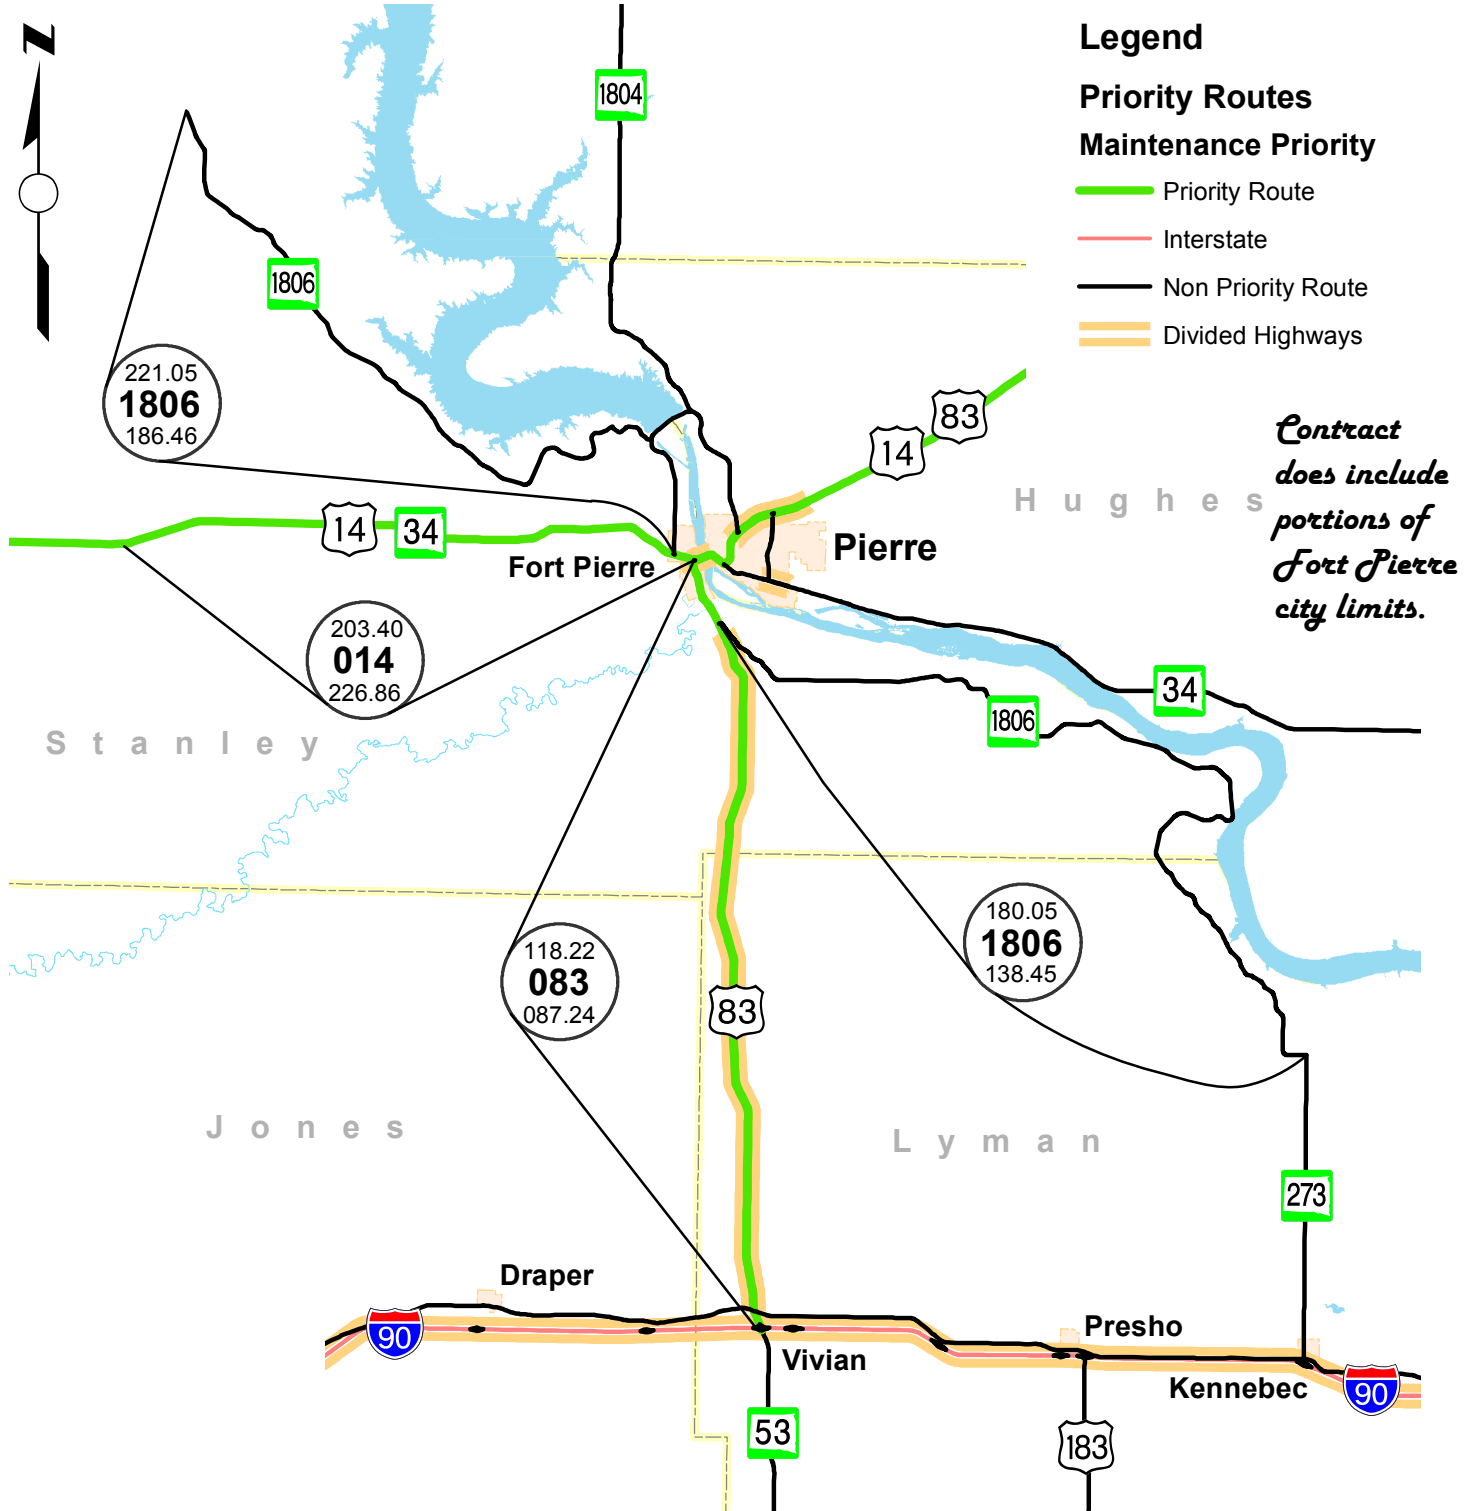 N
Legend
Priority Routes
Maintenance Priority
Priority Route
Interstate
Non Priority Route
Divided Highways
1804
1806
221.05
1806
186.46
83
14
Contract
does include
portions of
Fort Pierre
city limits.
Hughes
14
34
Fort Pierre
Pierre
203.40
014
226.86
34
1806
Stanley
180.05
1806
138.45
118.22
083
087.24
83
Jones
Lyman
273
Draper
90
Presho
Vivian
Kennebec
90
53
183